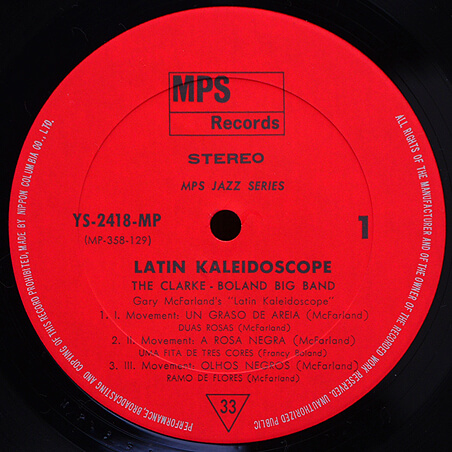 MPS
Records
STEREO
MPS JAZZ SERIES
YS-2418-MP
(MP-358-129)
1
LATIN KALEIDOSCOPE
THE CLARKE - BOLAND BIG BAND
Gary McFarland's "Latin Kaleidoscope"
1. I. Movement: UN GRASO DE AREIA (McFarland)
DUAS ROSAS (McFarland)
2. II. Movement: A ROSA NEGRA (McFarland)
UMA FITA DE TRES CORES (Francy Boland)
3. III. Movement: OLHOS NEGROS (McFarland)
RAMO DE FLORES (McFarland)
33
ALL RIGHTS OF THE MANUFACTURER AND OF THE OWNER OF THE RECORDED WORK RESERVED. UNAUTHORIZED PUBLIC
PERFORMANCE BROADCASTING AND COPYING OF THIS RECORD PROHIBITED. MADE BY NIPPON COLUMBIA CO., LTD.